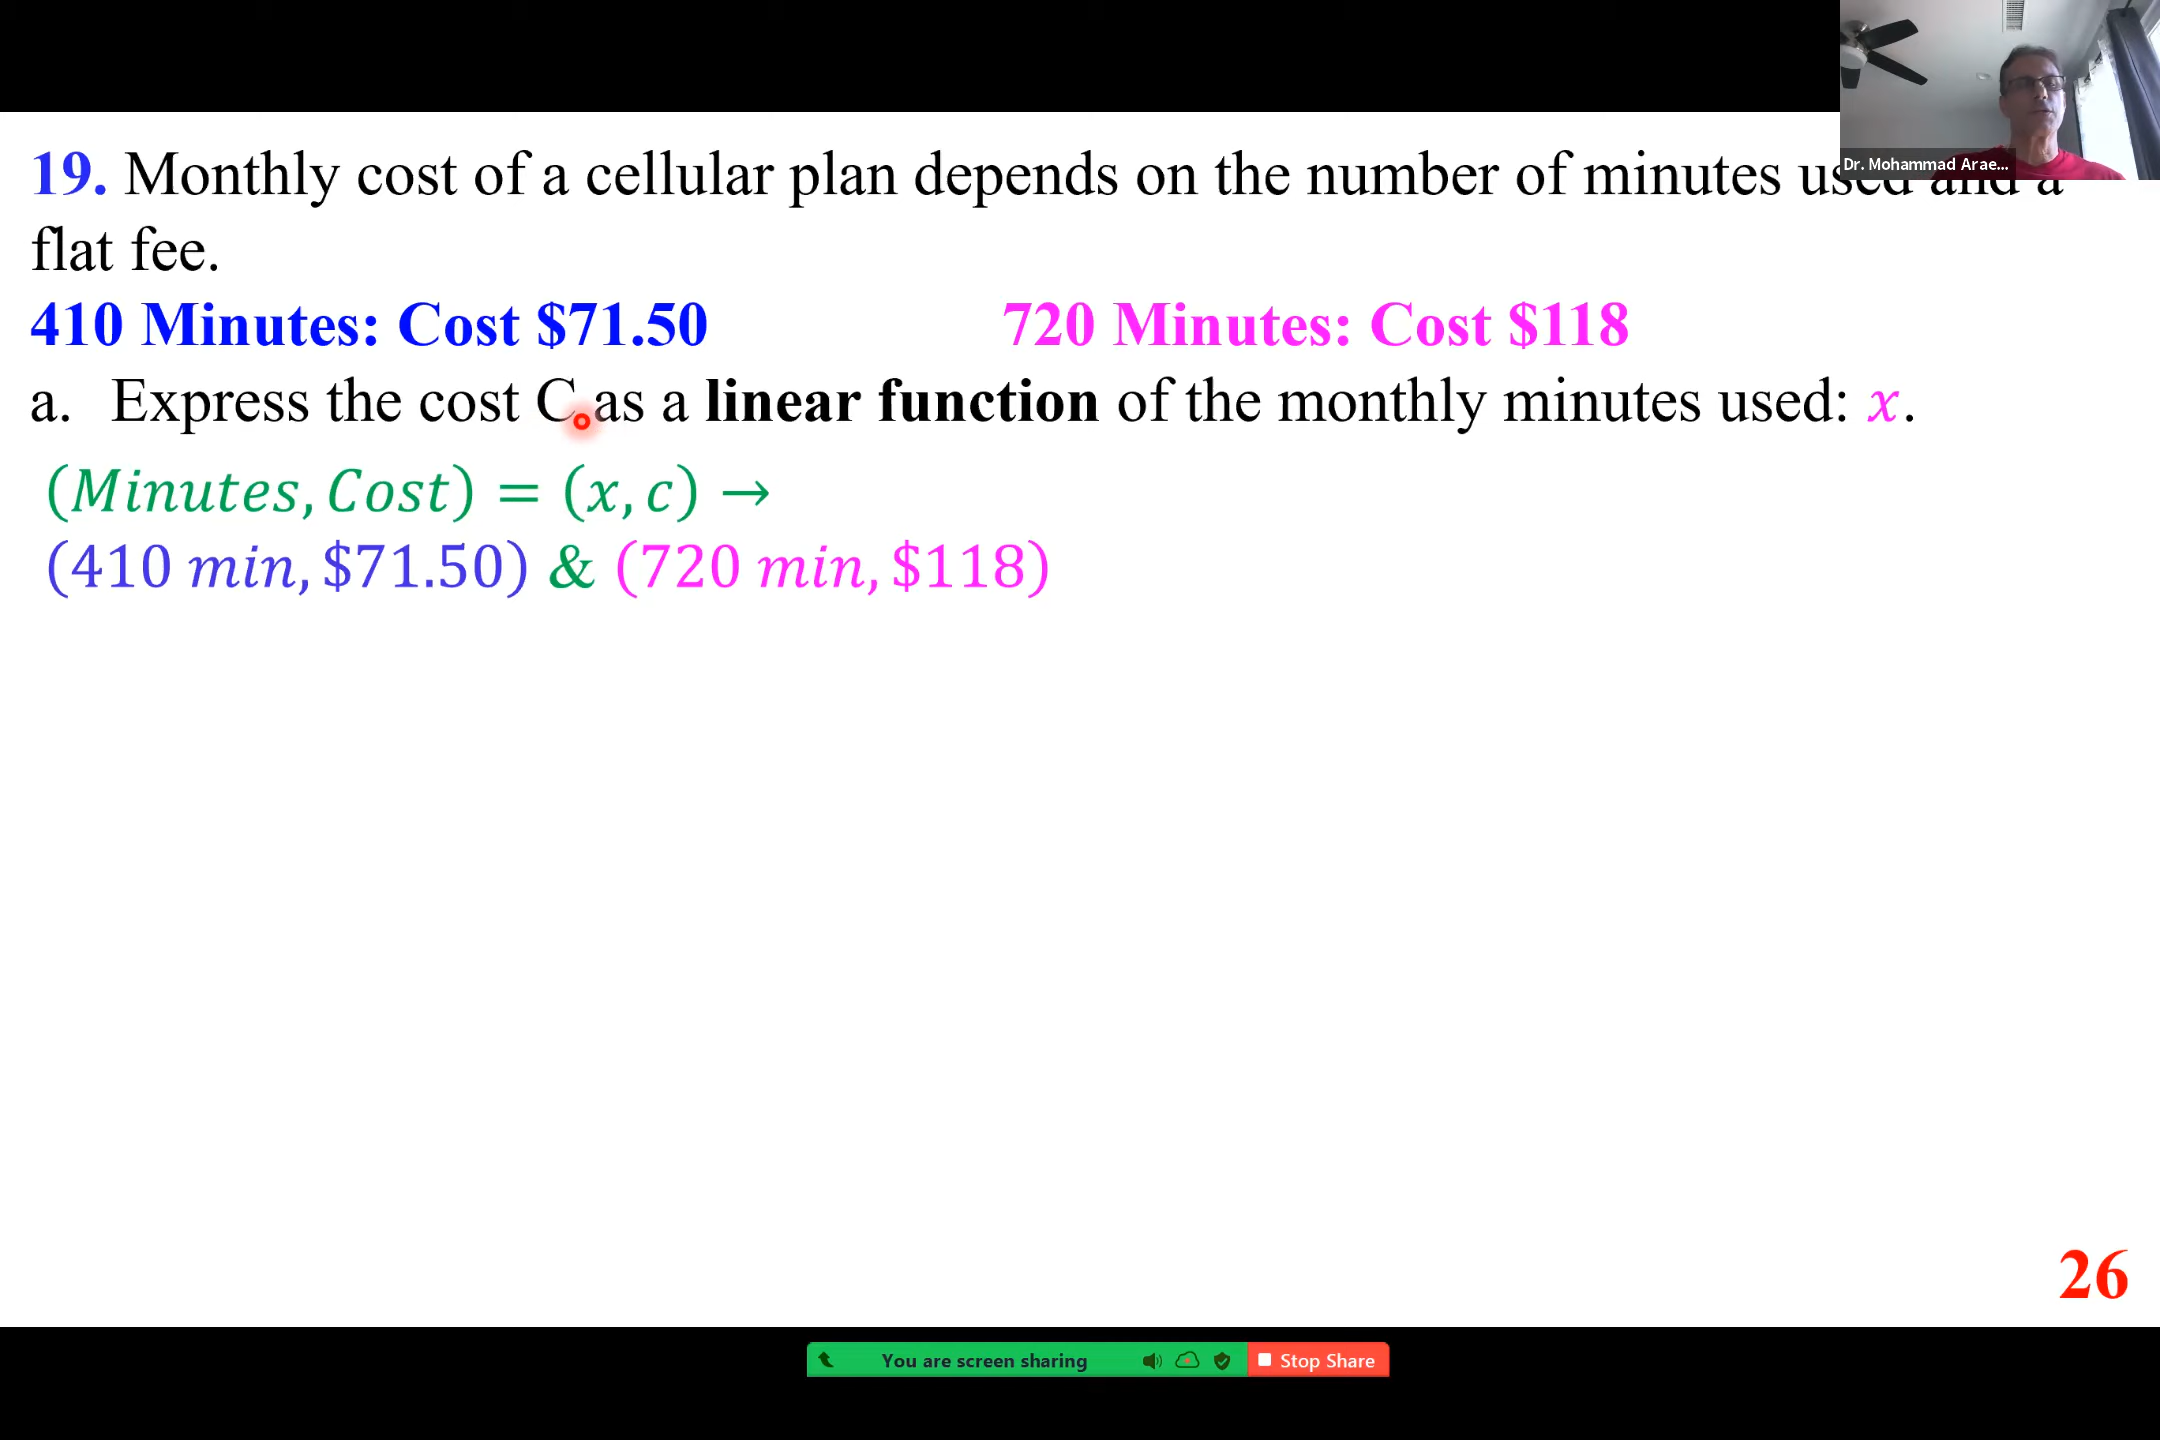 19. Monthly cost of a cellular plan depends on the number of minutes used and a
flat fee.
410 Minutes: Cost $71.50 720 Minutes: Cost $118
a. Express the cost C as a linear function of the monthly minutes used: x.
(Minutes, Cost) = (x, c) →
(410 min, $71.50) & (720 min, $118)
26
Dr. Mohammad Arae...
You are screen sharing Stop Share